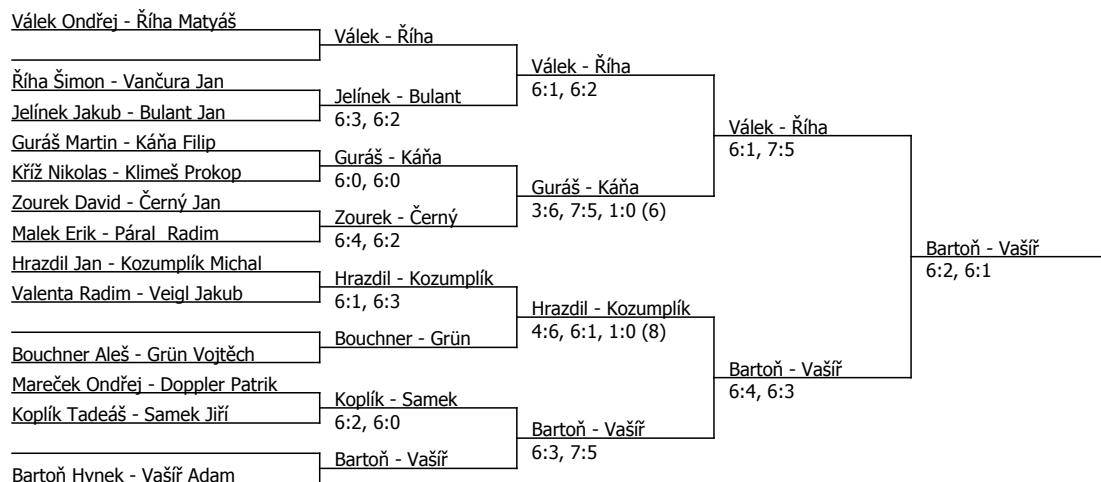 Válek Ondřej - Říha Matyáš
Válek - Říha
Válek - Říha
6:1, 6:2
Říha Šimon - Vančura Jan
Jelínek - Bulant
6:3, 6:2
Jelínek Jakub - Bulant Jan
Válek - Říha
6:1, 7:5
Guráš Martin - Káňa Filip
Guráš - Káňa
6:0, 6:0
Kříž Nikolas - Klimeš Prokop
Guráš - Káňa
3:6, 7:5, 1:0 (6)
Zourek David - Černý Jan
Zourek - Černý
6:4, 6:2
Malek Erik - Páral  Radim
Bartoň - Vašíř
6:2, 6:1
Hrazdil Jan - Kozumplík Michal
Hrazdil - Kozumplík
6:1, 6:3
Valenta Radim - Veigl Jakub
Hrazdil - Kozumplík
4:6, 6:1, 1:0 (8)
Bouchner - Grün
Bouchner Aleš - Grün Vojtěch
Bartoň - Vašíř
6:4, 6:3
Mareček Ondřej - Doppler Patrik
Koplík - Samek
6:2, 6:0
Koplík Tadeáš - Samek Jiří
Bartoň - Vašíř
6:3, 7:5
Bartoň - Vašíř
Bartoň Hynek - Vašíř Adam